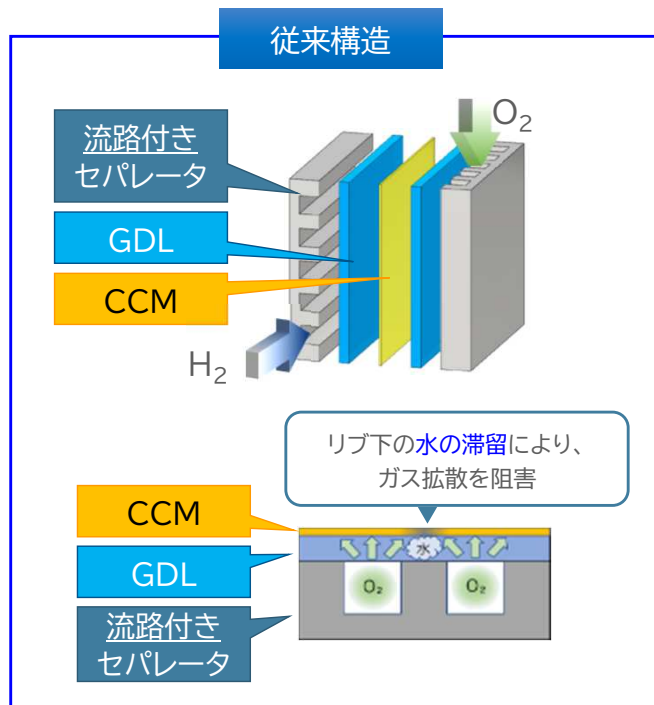 従来構造
流路付き
セパレータ
O₂
GDL
CCM
H₂
リブ下の水の滞留により、
ガス拡散を阻害
CCM
水
GDL
O₂
O₂
流路付き
セパレータ